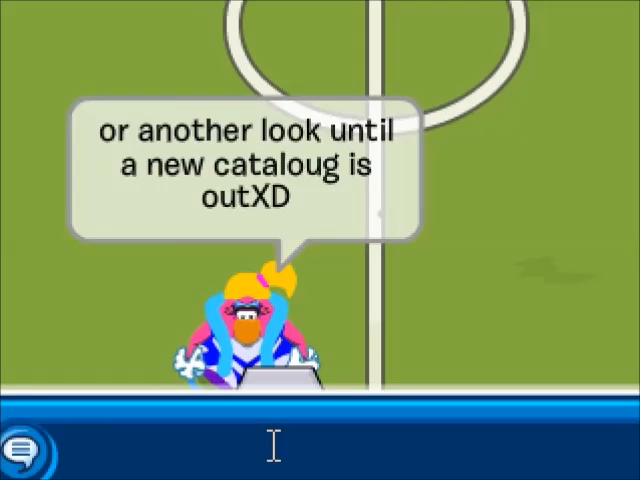 or another look until
a new cataloug is
outXD